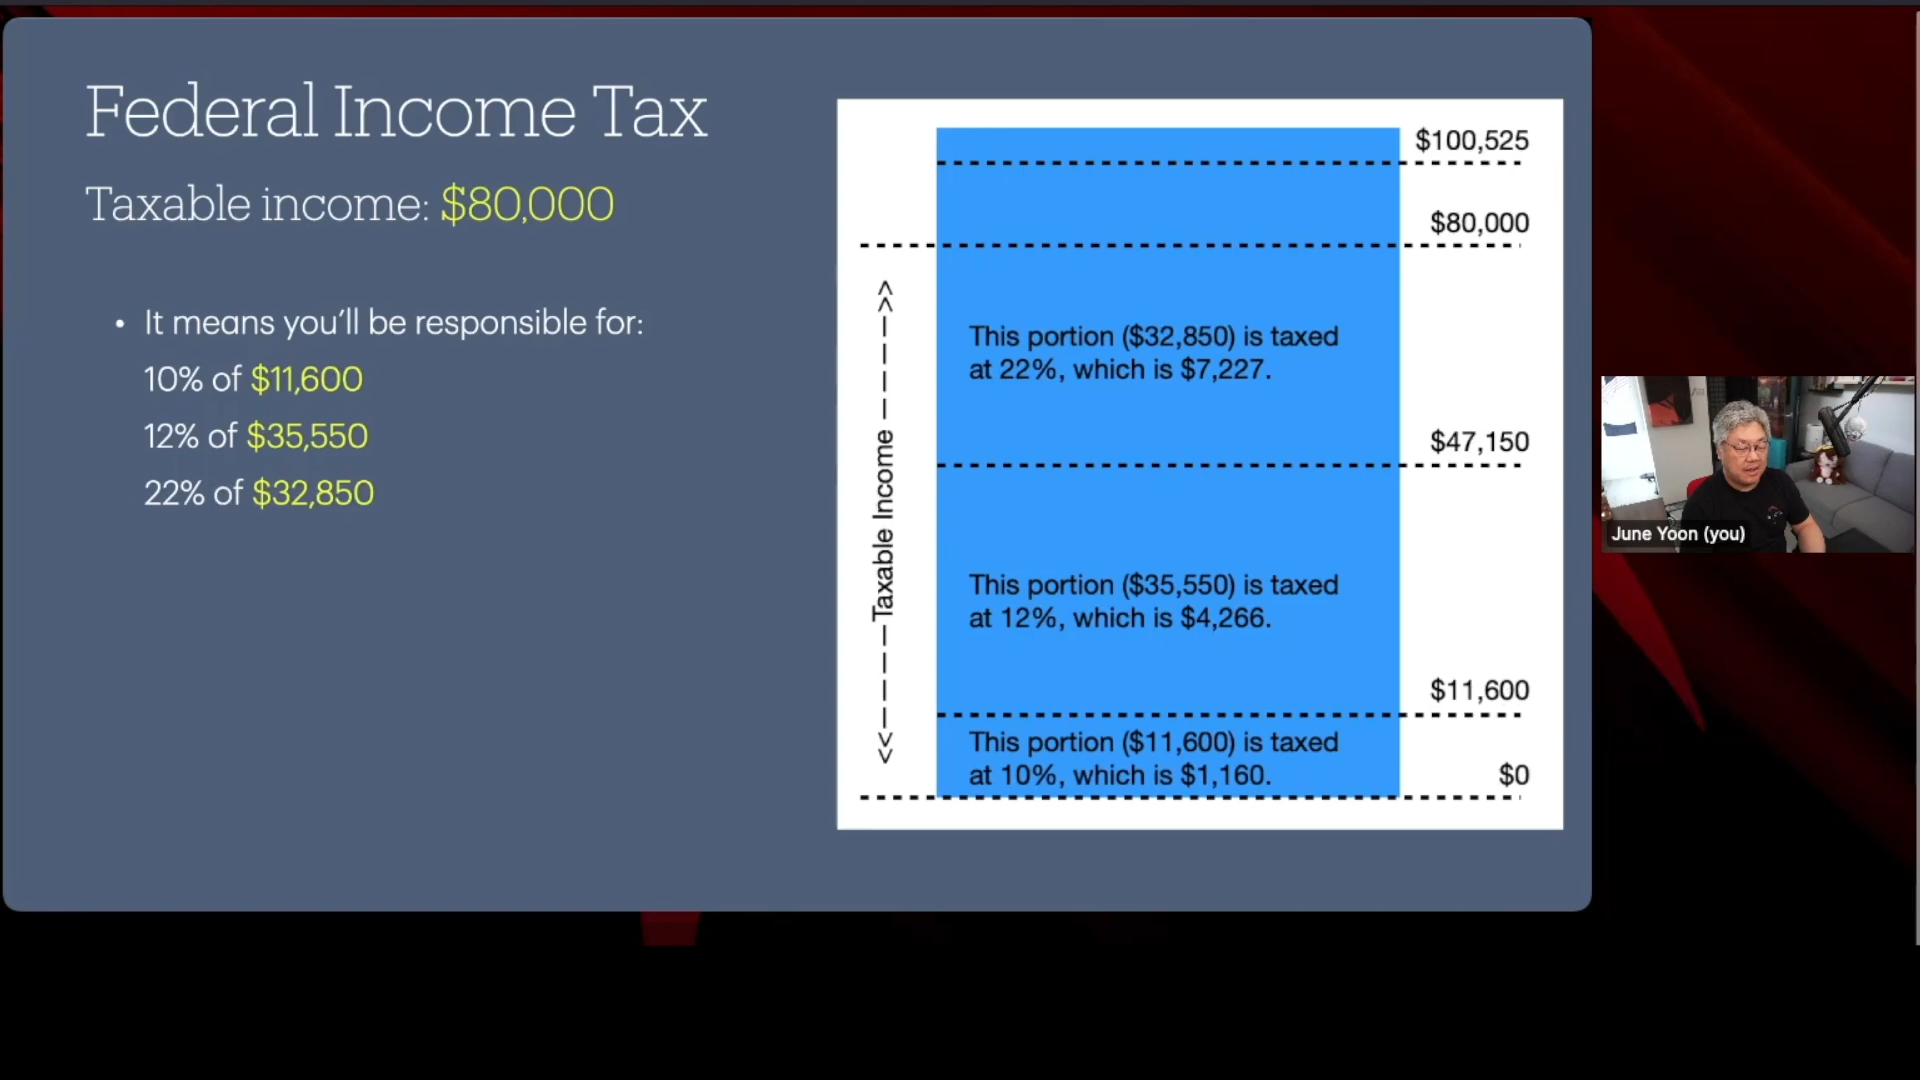 Federal Income Tax
Taxable income: $80,000
• It means you'll be responsible for:
10% of $11,600
12% of $35,550
22% of $32,850
$100,525
$80,000
This portion ($32,850) is taxed
at 22%, which is $7,227.
$47,150
Taxable Income
This portion ($35,550) is taxed
at 12%, which is $4,266.
$11,600
This portion ($11,600) is taxed
at 10%, which is $1,160.
$0
June Yoon (you)